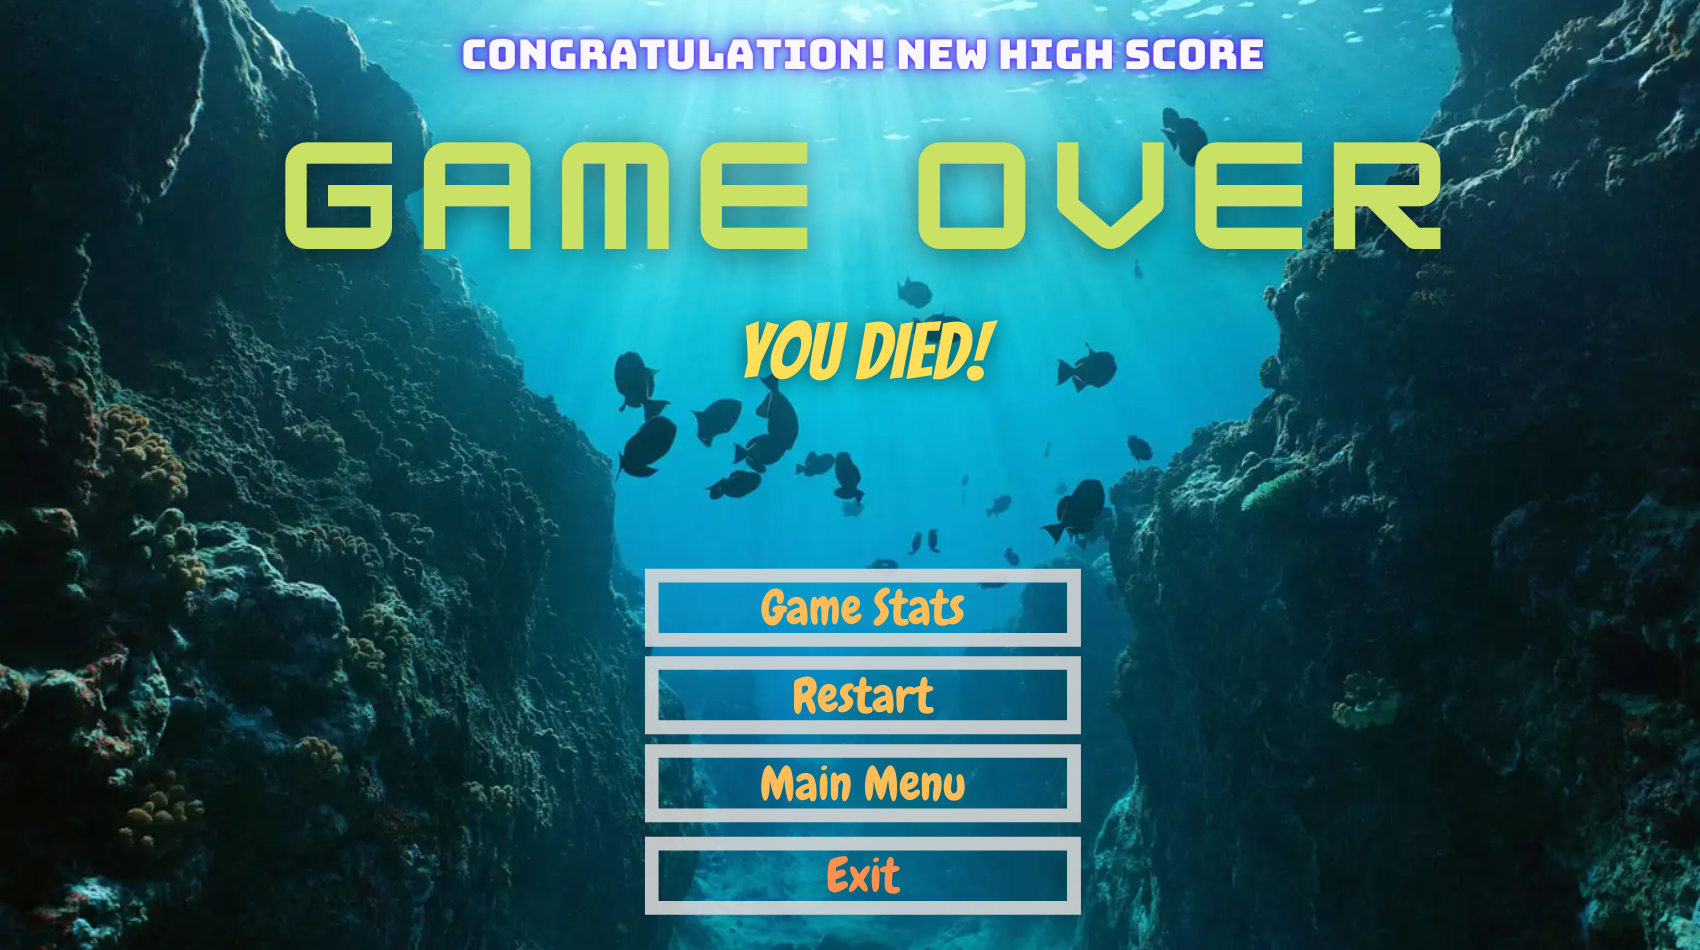 CONGRATULATION! NEW HIGH SCORE
GAME OVER
YOU DIED!
Game Stats
Restart
Main Menu
Exit